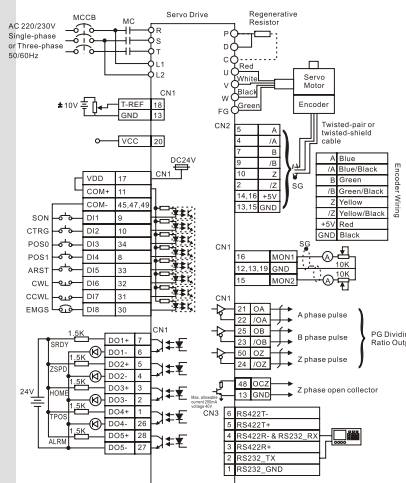 Servo Drive
Regenerative
Resistor
AC 220/230V
Single-phase
or Three-phase
50/60Hz
MCCB
MC
R
S
T
L1
L2
P
D
C
U
V
W
FG
Red
White
Black
Green
Servo
Motor
Encoder
CN1
±10V
T-REF 18
GND 13
VCC 20
Twisted-pair or
twisted-shield
cable
CN2
5 A
4 /A
7 B
9 /B
10 Z
2 /Z
14,16 +5V
13,15 GND
SG
A Blue
/A Blue/Black
B Green
/B Green/Black
Z Yellow
/Z Yellow/Black
+5V Red
GND Black
Encoder Wiring
DC24V
CN1
VDD 17
COM+ 11
COM- 45,47,49
SON DI1 9
CTRG DI2 10
POS0 DI3 34
POS1 DI4 8
ARST DI5 33
CWL DI6 32
CCWL DI7 31
EMGS DI8 30
CN1
SG
16 MON1
12,13,19 GND
15 MON2
A
10K
10K
A
CN1
21 OA
22 /OA
25 OB
23 /OB
50 OZ
24 /OZ
A phase pulse
B phase pulse
Z phase pulse
PG Dividin
Ratio Outp
48 OCZ
13 GND
Z phase open collector
Max. allowable
current 200mA
voltage 40V
CN1
24V
1.5K
SRDY
DO1+ 7
DO1- 6
1.5K
ZSPD
DO2+ 5
DO2- 4
1.5K
HOME
DO3+ 3
DO3- 2
1.5K
TPOS
DO4+ 1
DO4- 26
1.5K
ALRM
DO5+ 28
DO5- 27
CN3
6 RS422T-
5 RS422T+
4 RS422R- & RS232_RX
3 RS422R+
2 RS232_TX
1 RS232_GND